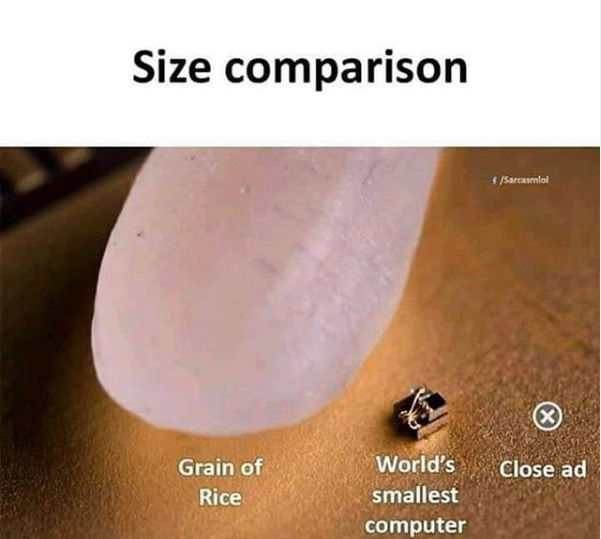 Size comparison
f /Sarcasmlol
Grain of
Rice
World's
smallest
computer
Close ad